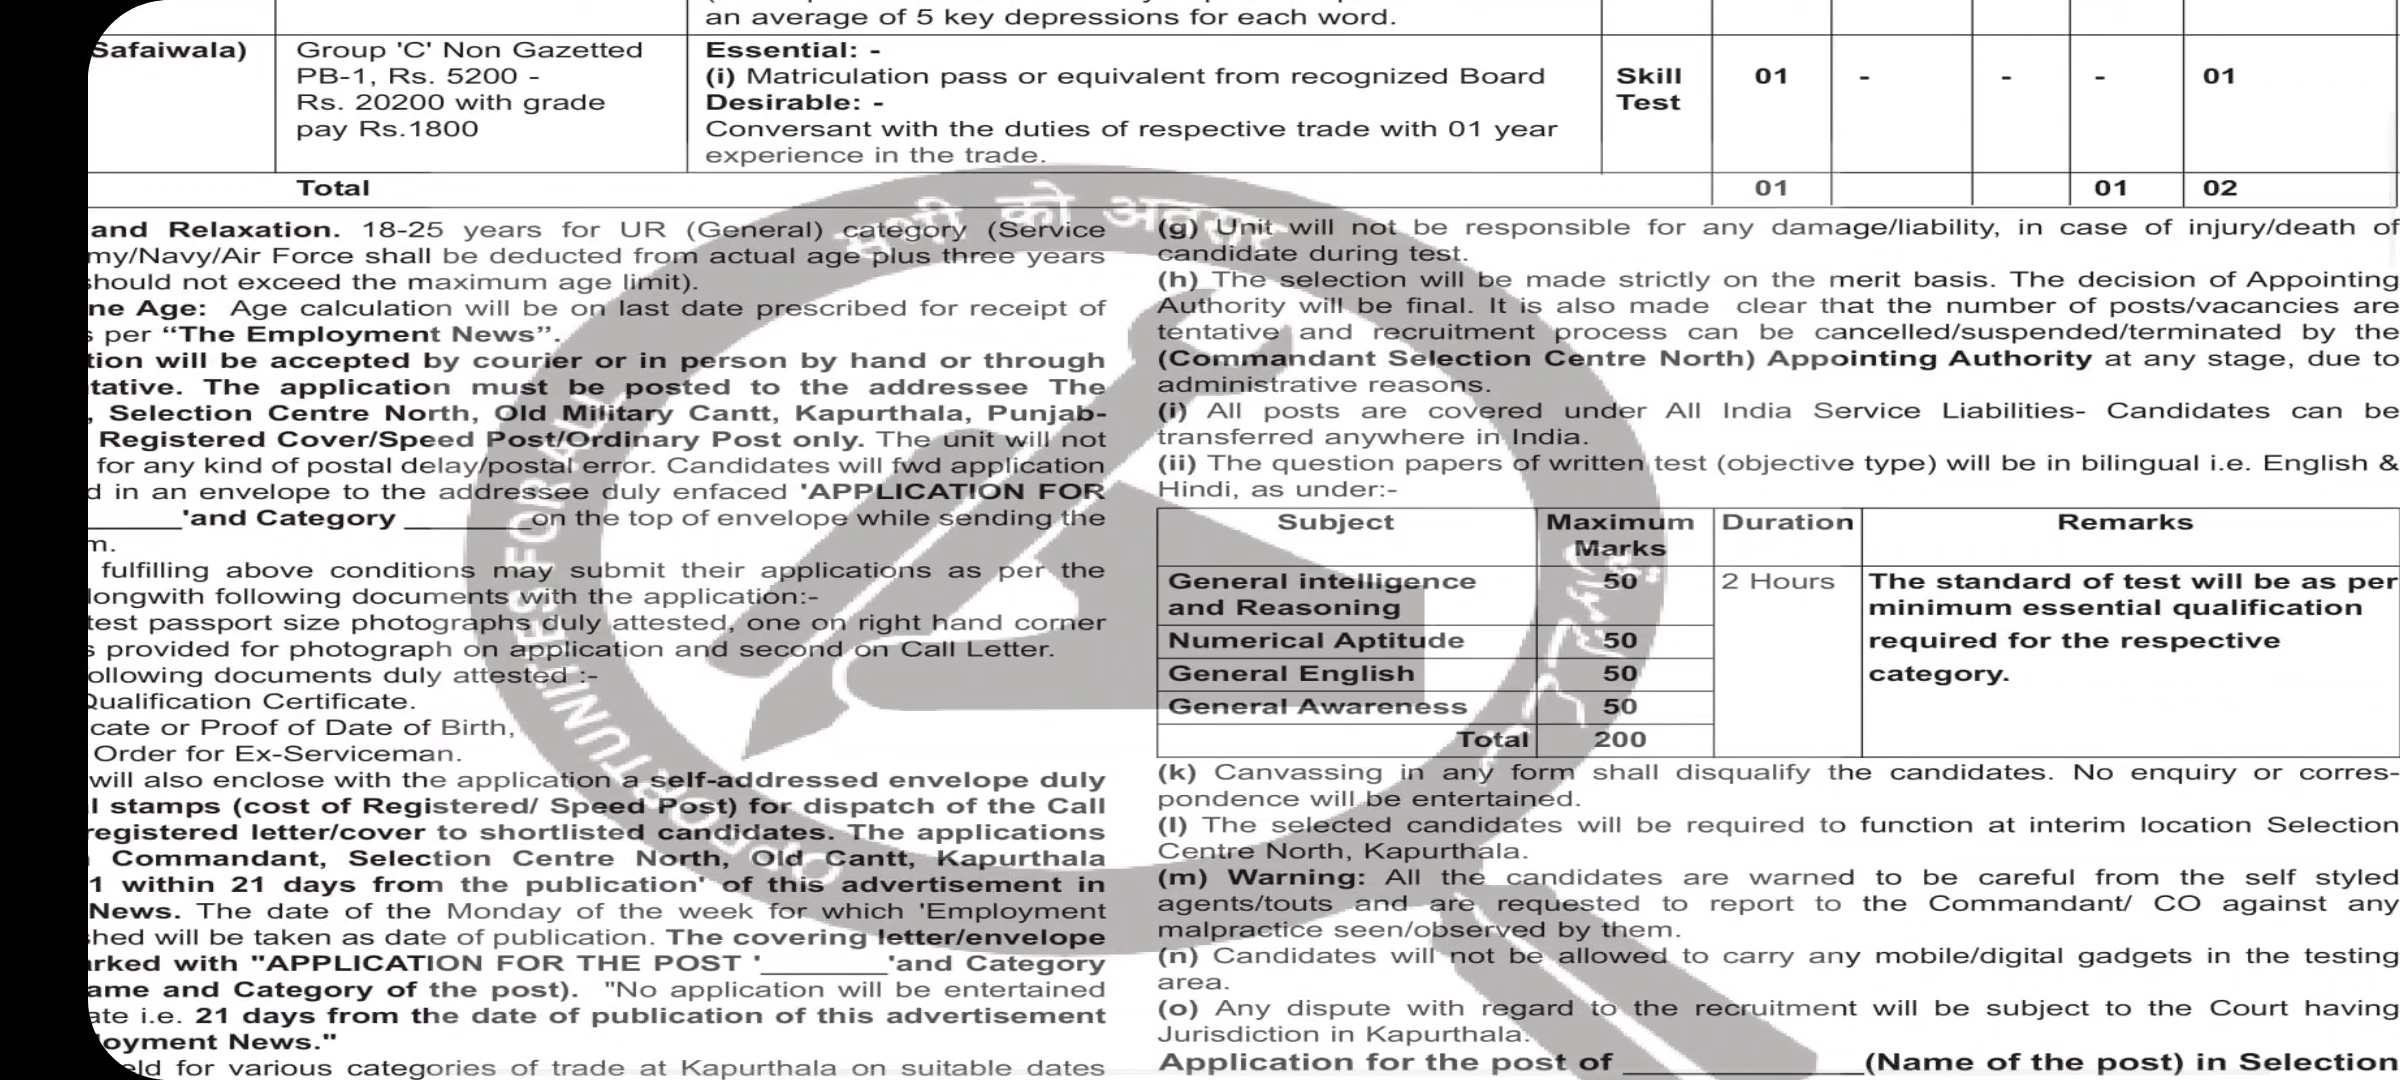 an average of 5 key depressions for each word.
Safaiwala)
Group 'C' Non Gazetted
PB-1, Rs. 5200 -
Rs. 20200 with grade
pay Rs.1800
Essential: -
(i) Matriculation pass or equivalent from recognized Board
Desirable: -
Conversant with the duties of respective trade with 01 year
experience in the trade.
Skill
Test
01 - - - 01
Total 01 01 02
and Relaxation. 18-25 years for UR (General) category (Service
my/Navy/Air Force shall be deducted from actual age plus three years
should not exceed the maximum age limit).
ne Age: Age calculation will be on last date prescribed for receipt of
s per “The Employment News”.
tion will be accepted by courier or in person by hand or through
tative. The application must be posted to the addressee The
, Selection Centre North, Old Military Cantt, Kapurthala, Punjab-
Registered Cover/Speed Post/Ordinary Post only. The unit will not
for any kind of postal delay/postal error. Candidates will fwd application
d in an envelope to the addressee duly enfaced 'APPLICATION FOR
_______'and Category _______on the top of envelope while sending the
m.
fulfilling above conditions may submit their applications as per the
longwith following documents with the application:-
test passport size photographs duly attested, one on right hand corner
s provided for photograph on application and second on Call Letter.
ollowing documents duly attested :-
Qualification Certificate.
cate or Proof of Date of Birth,
Order for Ex-Serviceman.
will also enclose with the application a self-addressed envelope duly
l stamps (cost of Registered/ Speed Post) for dispatch of the Call
registered letter/cover to shortlisted candidates. The applications
Commandant, Selection Centre North, Old Cantt, Kapurthala
1 within 21 days from the publication' of this advertisement in
News. The date of the Monday of the week for which 'Employment
hed will be taken as date of publication. The covering letter/envelope
arked with "APPLICATION FOR THE POST '_______'and Category
ame and Category of the post). "No application will be entertained
ate i.e. 21 days from the date of publication of this advertisement
loyment News."
eld for various categories of trade at Kapurthala on suitable dates
(g) Unit will not be responsible for any damage/liability, in case of injury/death of
candidate during test.
(h) The selection will be made strictly on the merit basis. The decision of Appointing
Authority will be final. It is also made clear that the number of posts/vacancies are
tentative and recruitment process can be cancelled/suspended/terminated by the
(Commandant Selection Centre North) Appointing Authority at any stage, due to
administrative reasons.
(i) All posts are covered under All India Service Liabilities- Candidates can be
transferred anywhere in India.
(ii) The question papers of written test (objective type) will be in bilingual i.e. English &
Hindi, as under:-
Subject Maximum Duration Remarks
Marks
General intelligence 50 2 Hours The standard of test will be as per
and Reasoning minimum essential qualification
Numerical Aptitude 50 required for the respective
General English 50 category.
General Awareness 50
Total 200
(k) Canvassing in any form shall disqualify the candidates. No enquiry or corres-
pondence will be entertained.
(l) The selected candidates will be required to function at interim location Selection
Centre North, Kapurthala.
(m) Warning: All the candidates are warned to be careful from the self styled
agents/touts and are requested to report to the Commandant/ CO against any
malpractice seen/observed by them.
(n) Candidates will not be allowed to carry any mobile/digital gadgets in the testing
area.
(o) Any dispute with regard to the recruitment will be subject to the Court having
Jurisdiction in Kapurthala.
Application for the post of _____________(Name of the post) in Selection
सभी को अवसर
OPPORTUNITIES FOR ALL